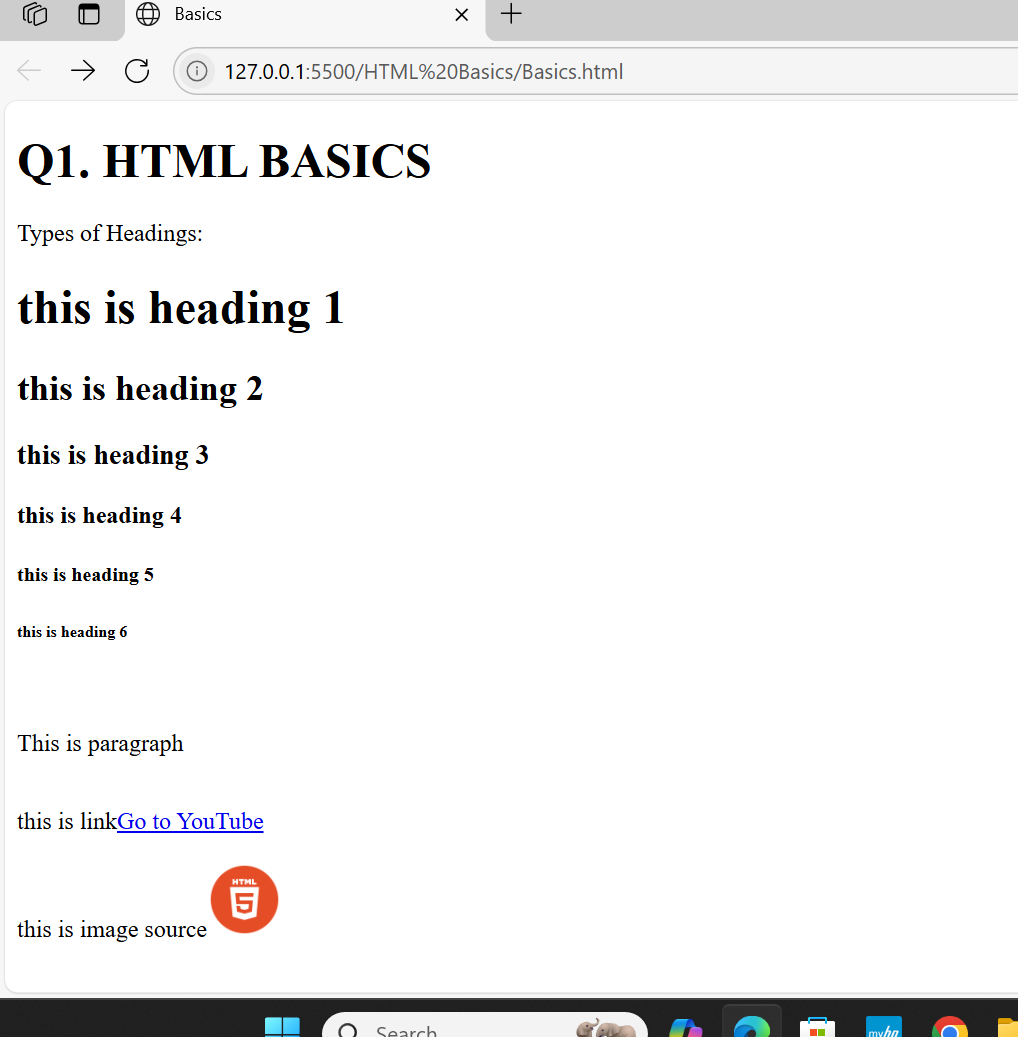 Basics
127.0.0.1:5500/HTML%20Basics/Basics.html
Q1. HTML BASICS
Types of Headings:
this is heading 1
this is heading 2
this is heading 3
this is heading 4
this is heading 5
this is heading 6
This is paragraph
this is linkGo to YouTube
HTML
5
this is image source
Search
myhp